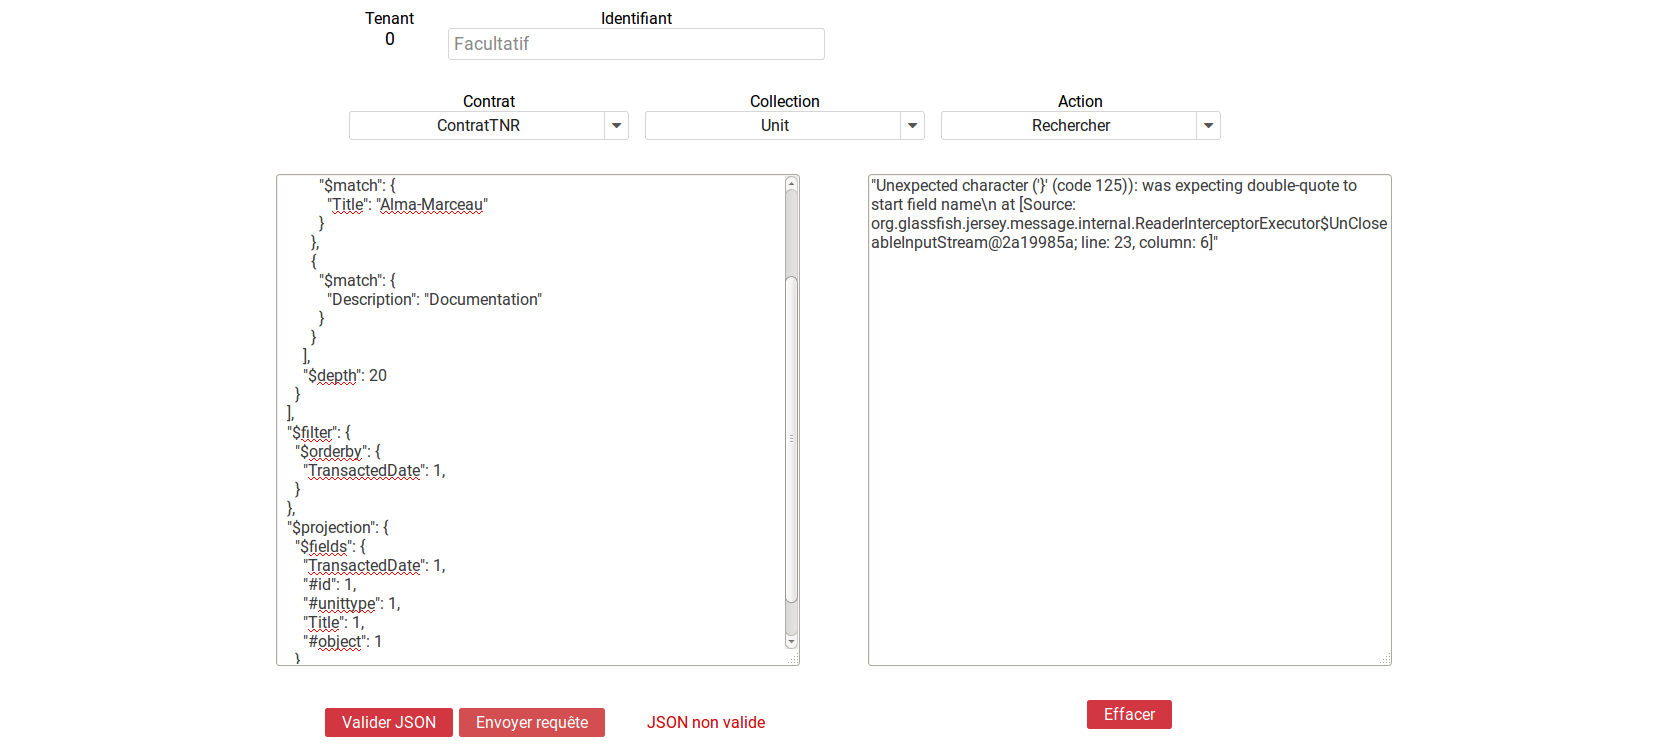 Tenant
Identifiant
0
Facultatif
Contrat
Collection
Action
ContratTNR
Unit
Rechercher
"$match": {
"Title": "Alma-Marceau"
}
},
{
"$match": {
"Description": "Documentation"
}
}
],
"$depth": 20
}
],
"$filter": {
"$orderby": {
"TransactedDate": 1,
}
},
"$projection": {
"$fields": {
"TransactedDate": 1,
"#id": 1,
"#unittype": 1,
"Title": 1,
"#object": 1
}
"Unexpected character ('}' (code 125)): was expecting double-quote to
start field name\n at [Source:
org.glassfish.jersey.message.internal.ReaderInterceptorExecutor$UnClose
ableInputStream@2a19985a; line: 23, column: 6]"
Valider JSON
Envoyer requête
JSON non valide
Effacer